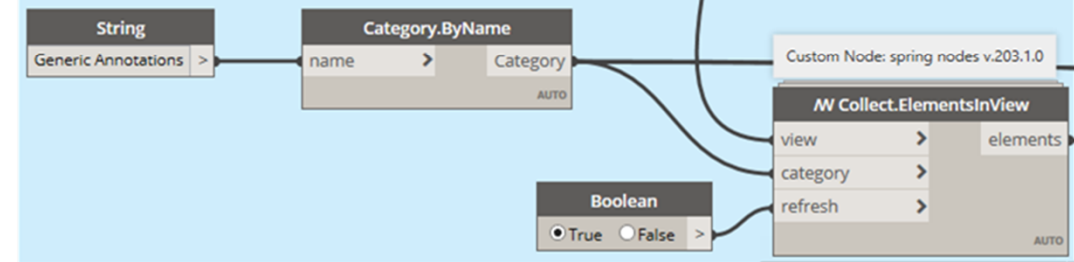 String
Generic Annotations >
Category.ByName
name > Category
AUTO
Custom Node: spring nodes v.203.1.0
Collect.ElementsInView
view > elements
category >
refresh >
AUTO
Boolean
True False >